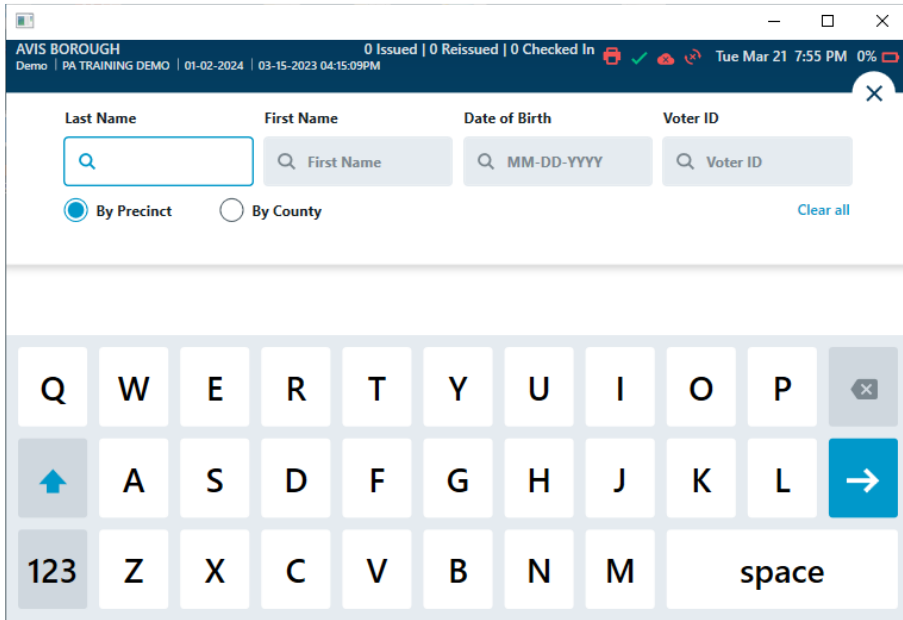 AVIS BOROUGH
0 Issued | 0 Reissued | 0 Checked In
Tue Mar 21 7:55 PM 0%
Demo | PA TRAINING DEMO | 01-02-2024 | 03-15-2023 04:15:09PM
Last Name First Name Date of Birth Voter ID
First Name MM-DD-YYYY Voter ID
By Precinct By County Clear all
Q W E R T Y U I O P
A S D F G H J K L
123 Z X C V B N M space